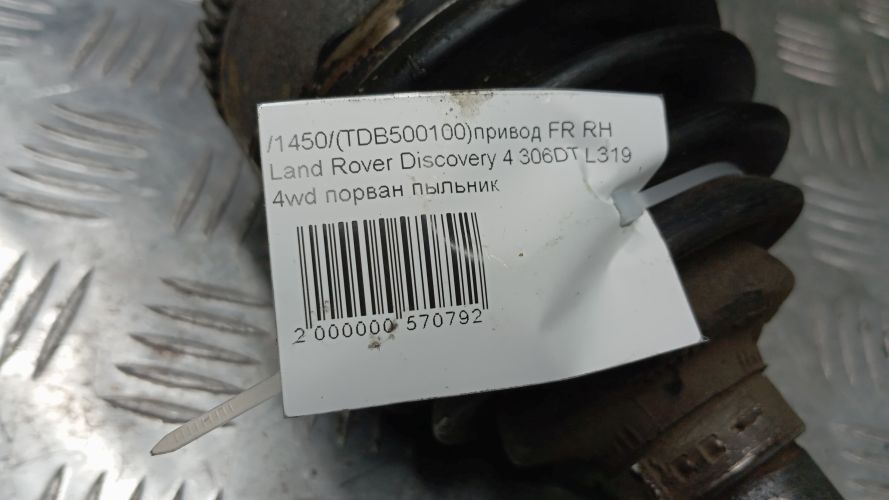 /1450/(TDB500100)привод FR RH
Land Rover Discovery 4 306DT L319
4wd порван пыльник
2 000000 570792